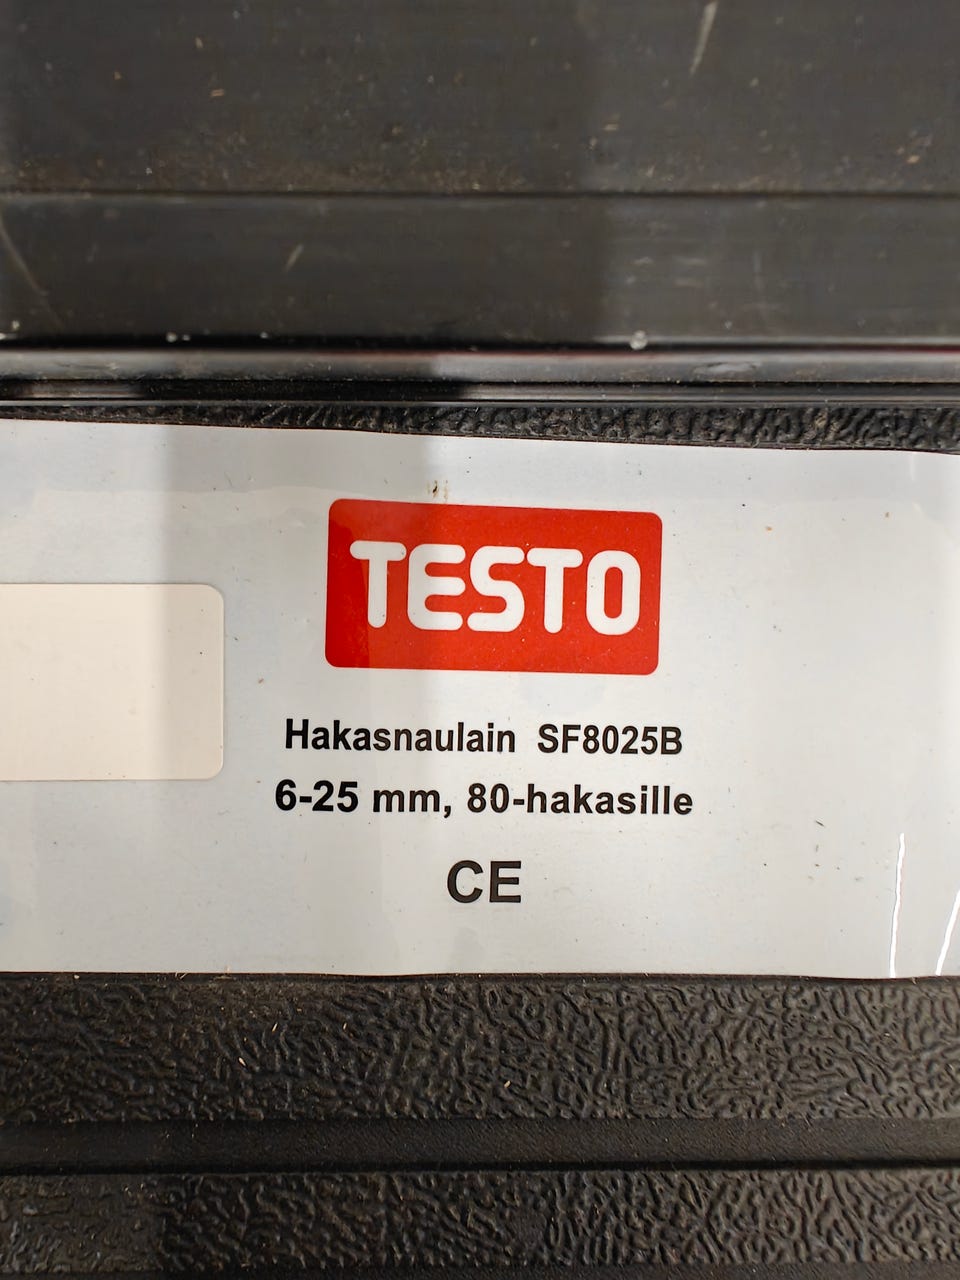 TESTO
Hakasnaulain SF8025B
6-25 mm, 80-hakasille
CE